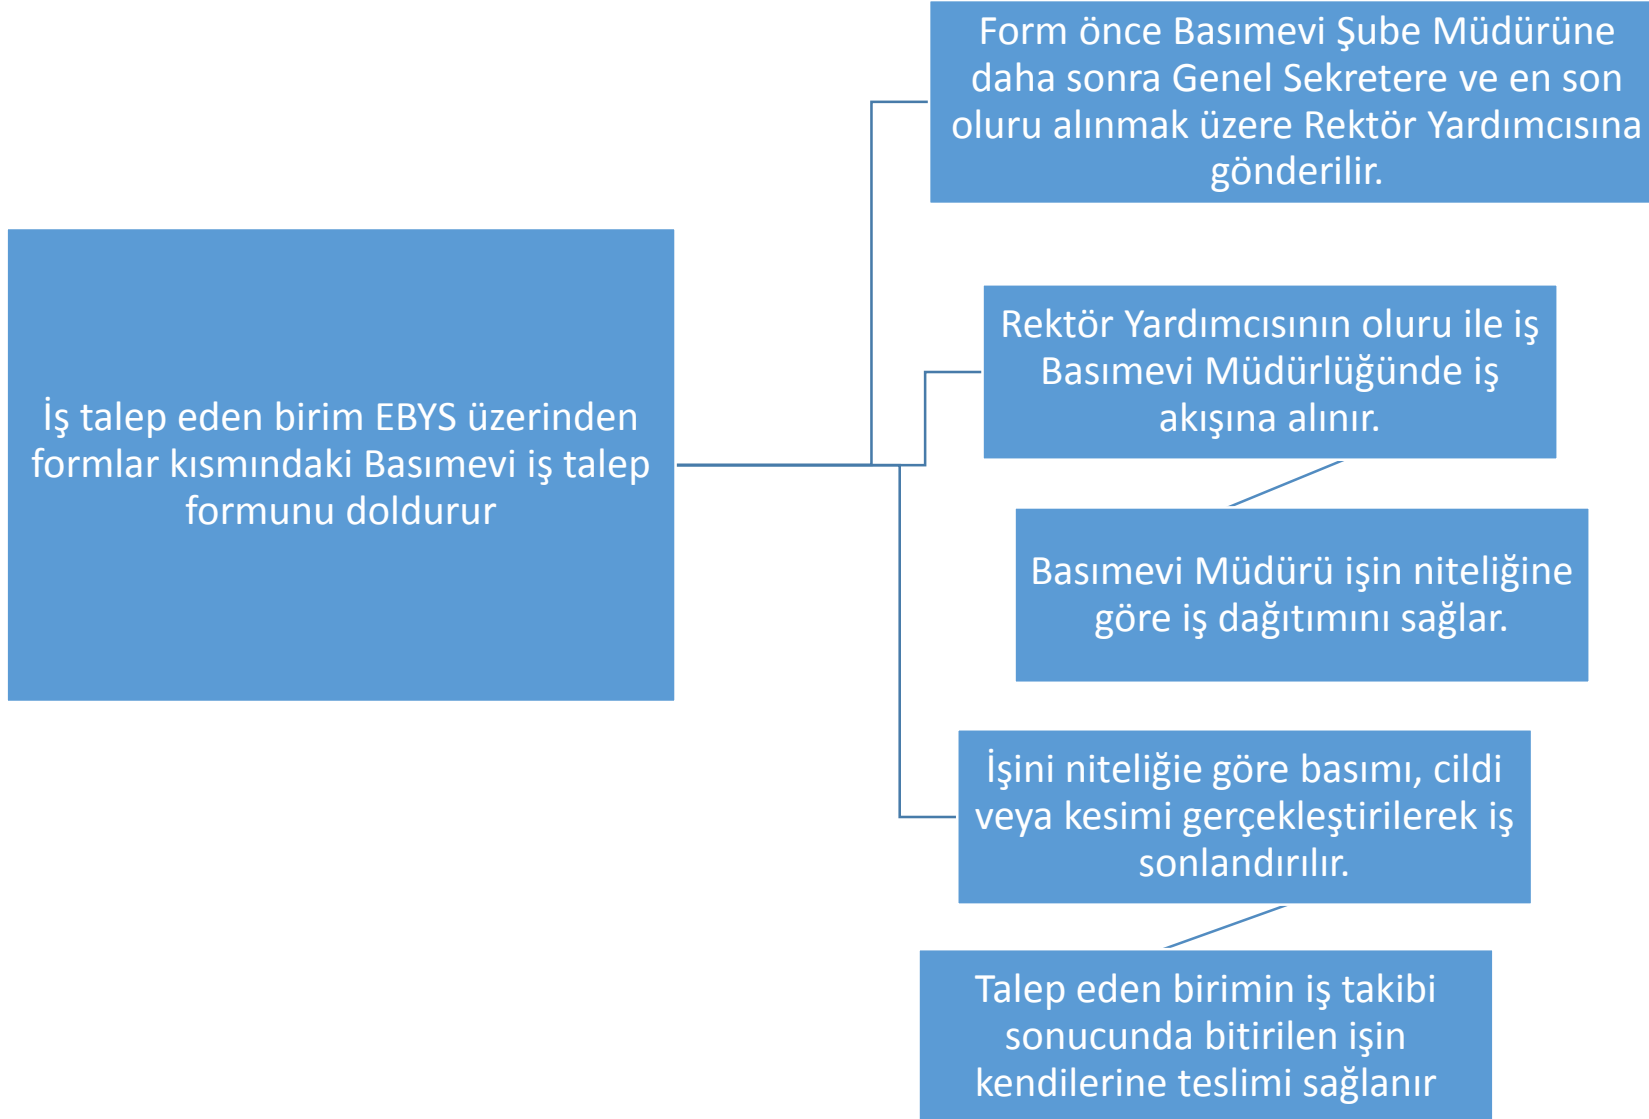 Form önce Basımevi Şube Müdürüne
daha sonra Genel Sekretere ve en son
oluru alınmak üzere Rektör Yardımcısına
gönderilir.
İş talep eden birim EBYS üzerinden
formlar kısmındaki Basımevi iş talep
formunu doldurur
Rektör Yardımcısının oluru ile iş
Basımevi Müdürlüğünde iş
akışına alınır.
Basımevi Müdürü işin niteliğine
göre iş dağıtımını sağlar.
İşini niteliğie göre basımı, cildi
veya kesimi gerçekleştirilerek iş
sonlandırılır.
Talep eden birimin iş takibi
sonucunda bitirilen işin
kendilerine teslimi sağlanır